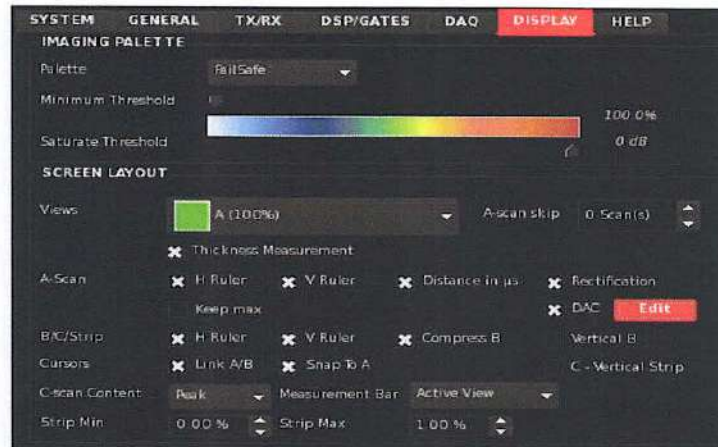 SYSTEM GENERAL TX/RX DSP/GATES DAQ DISPLAY HELP
IMAGING PALETTE
Palette FailSafe
Minimum Threshold
100.0%
Saturate Threshold 0 dB
SCREEN LAYOUT
Views A (100%) A-scan skip 0 Scan(s)
Thickness Measurement
A-Scan H Ruler V Ruler Distance in µs Rectification
Keep max DAC Edit
B/C/Strip H Ruler V Ruler Compress B Vertical B
Cursors Link A/B Snap To A C - Vertical Strip
C-scan Content Peak Measurement Bar Active View
Strip Min 0.00 % Strip Max 1.00 %